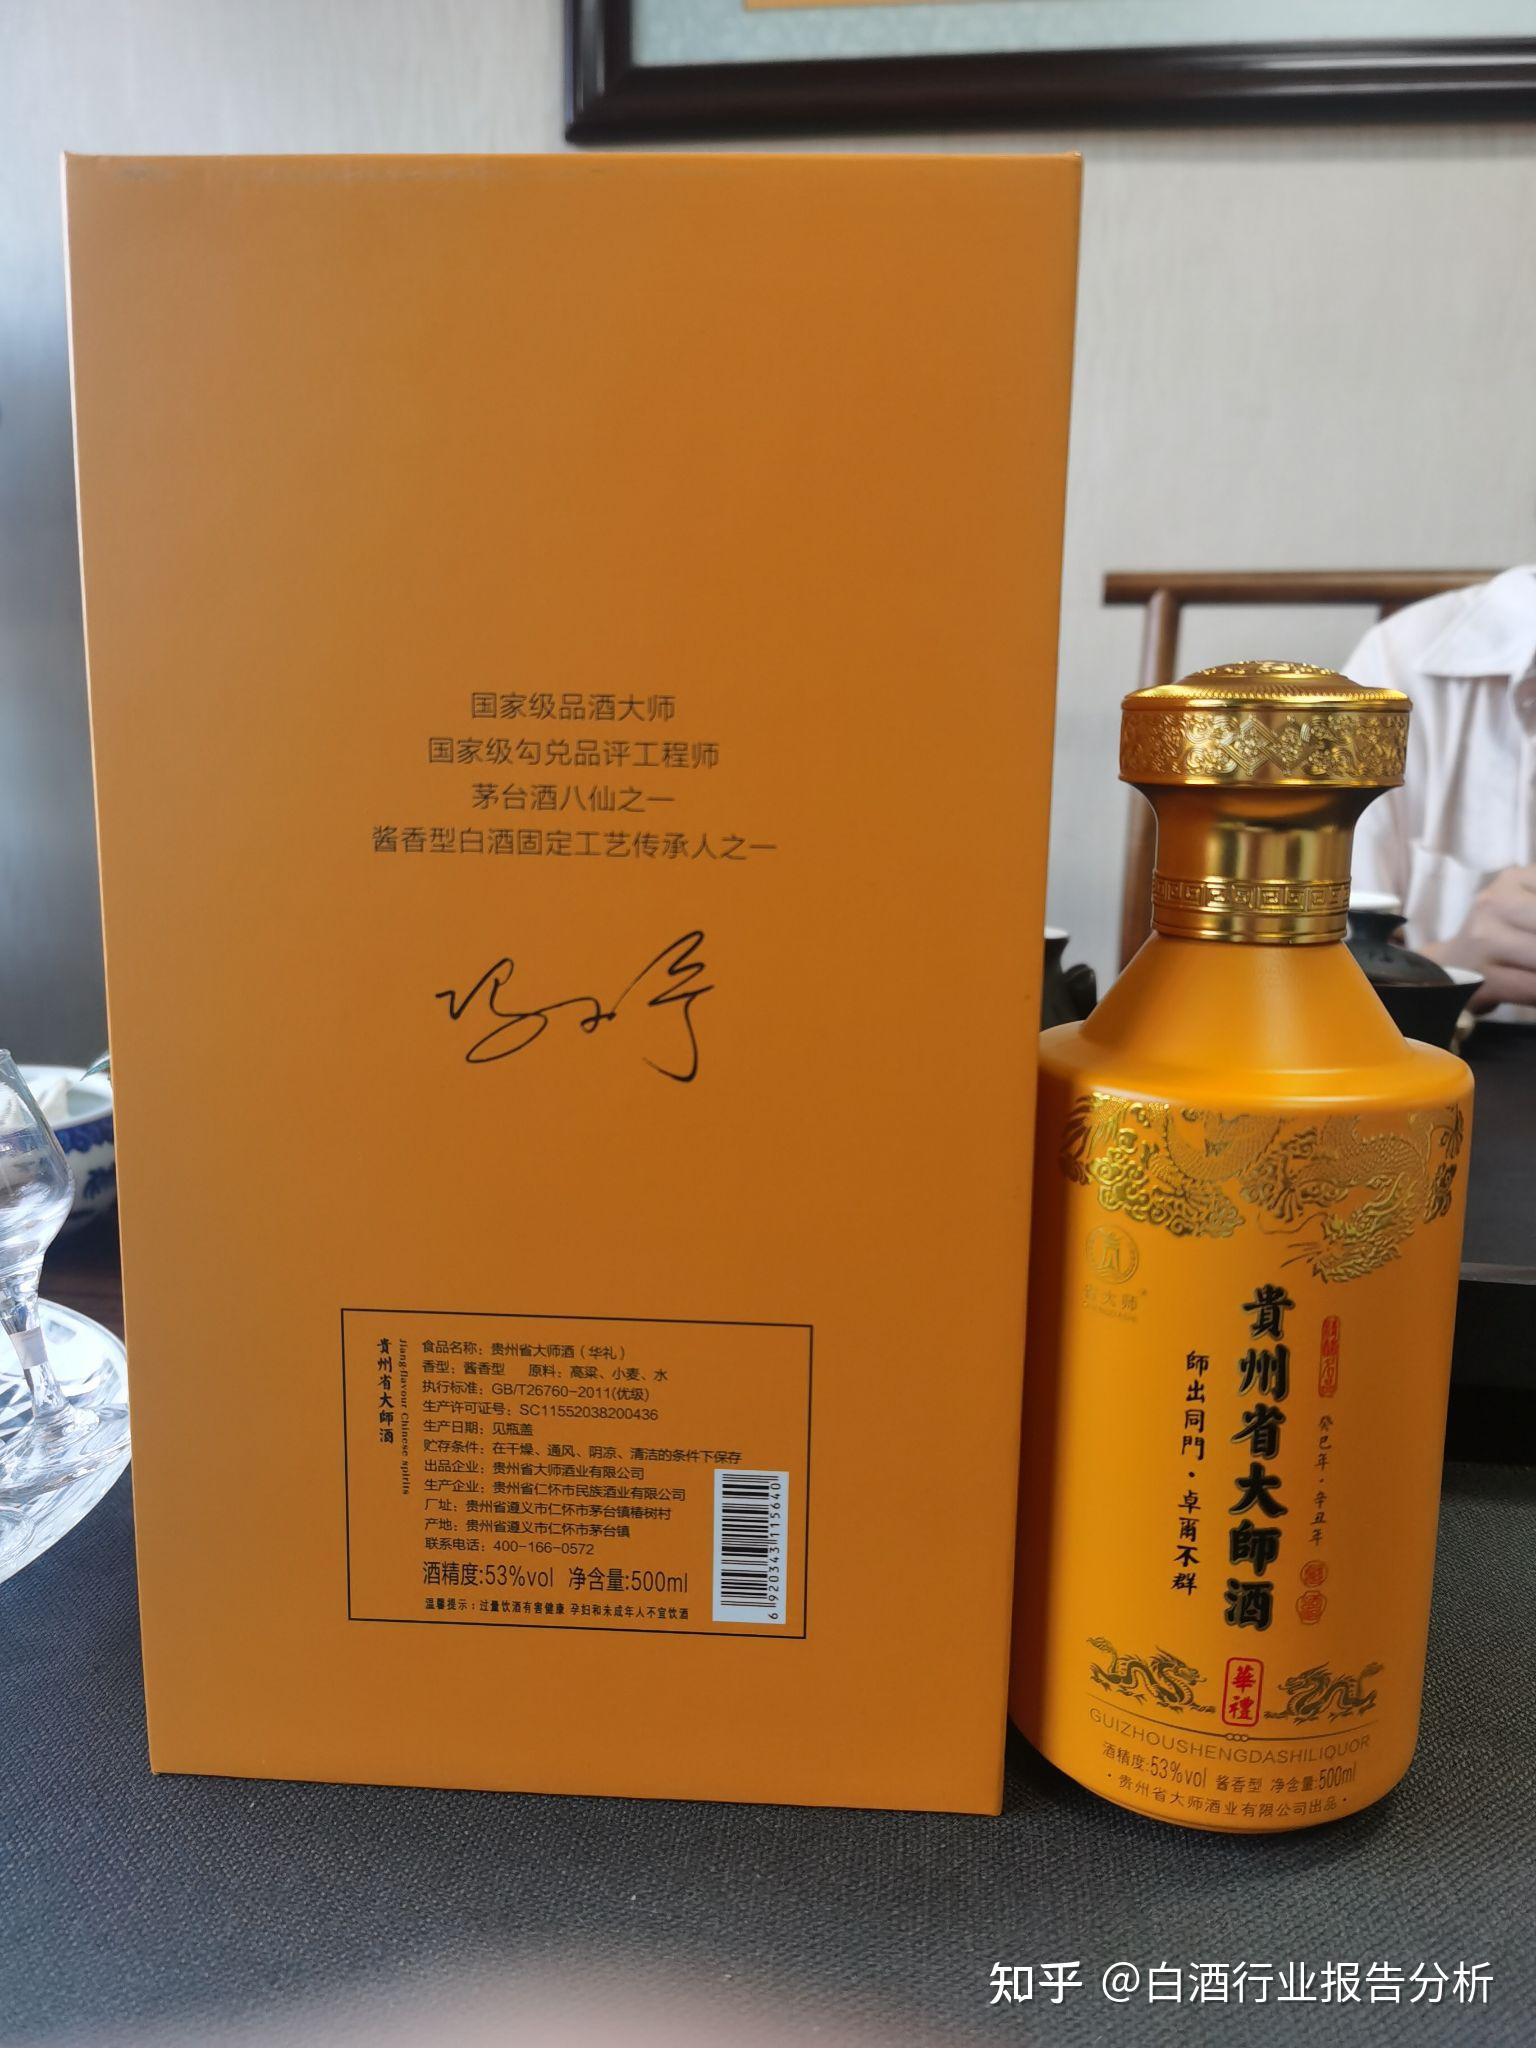 国家级品酒大师
国家级勾兑品评工程师
茅台酒八仙之一
酱香型白酒固定工艺传承人之一
貴州省大師酒
Jiang-flavour Chinese spirits
食品名称：贵州省大师酒（华礼）
香型：酱香型 原料：高粱、小麦、水
执行标准：GB/T26760-2011(优级)
生产许可证号：SC11552038200436
生产日期：见瓶盖
贮存条件：在干燥、通风、阴凉、清洁的条件下保存
出品企业：贵州省大师酒业有限公司
生产企业：贵州省仁怀市民族酒业有限公司
厂址：贵州省遵义市仁怀市茅台镇椿树村
产地：贵州省遵义市仁怀市茅台镇
联系电话：400-166-0572
酒精度:53%vol 净含量:500ml
温馨提示：过量饮酒有害健康 孕妇和未成年人不宜饮酒
6920343115640
省大师
貴州省大師酒
師出同門·卓爾不群
癸巳年·辛丑年
華禮
GUIZHOUSHENGDASHILIQUOR
酒精度:53%vol 酱香型 净含量:500ml
·贵州省大师酒业有限公司出品·
知乎 @白酒行业报告分析